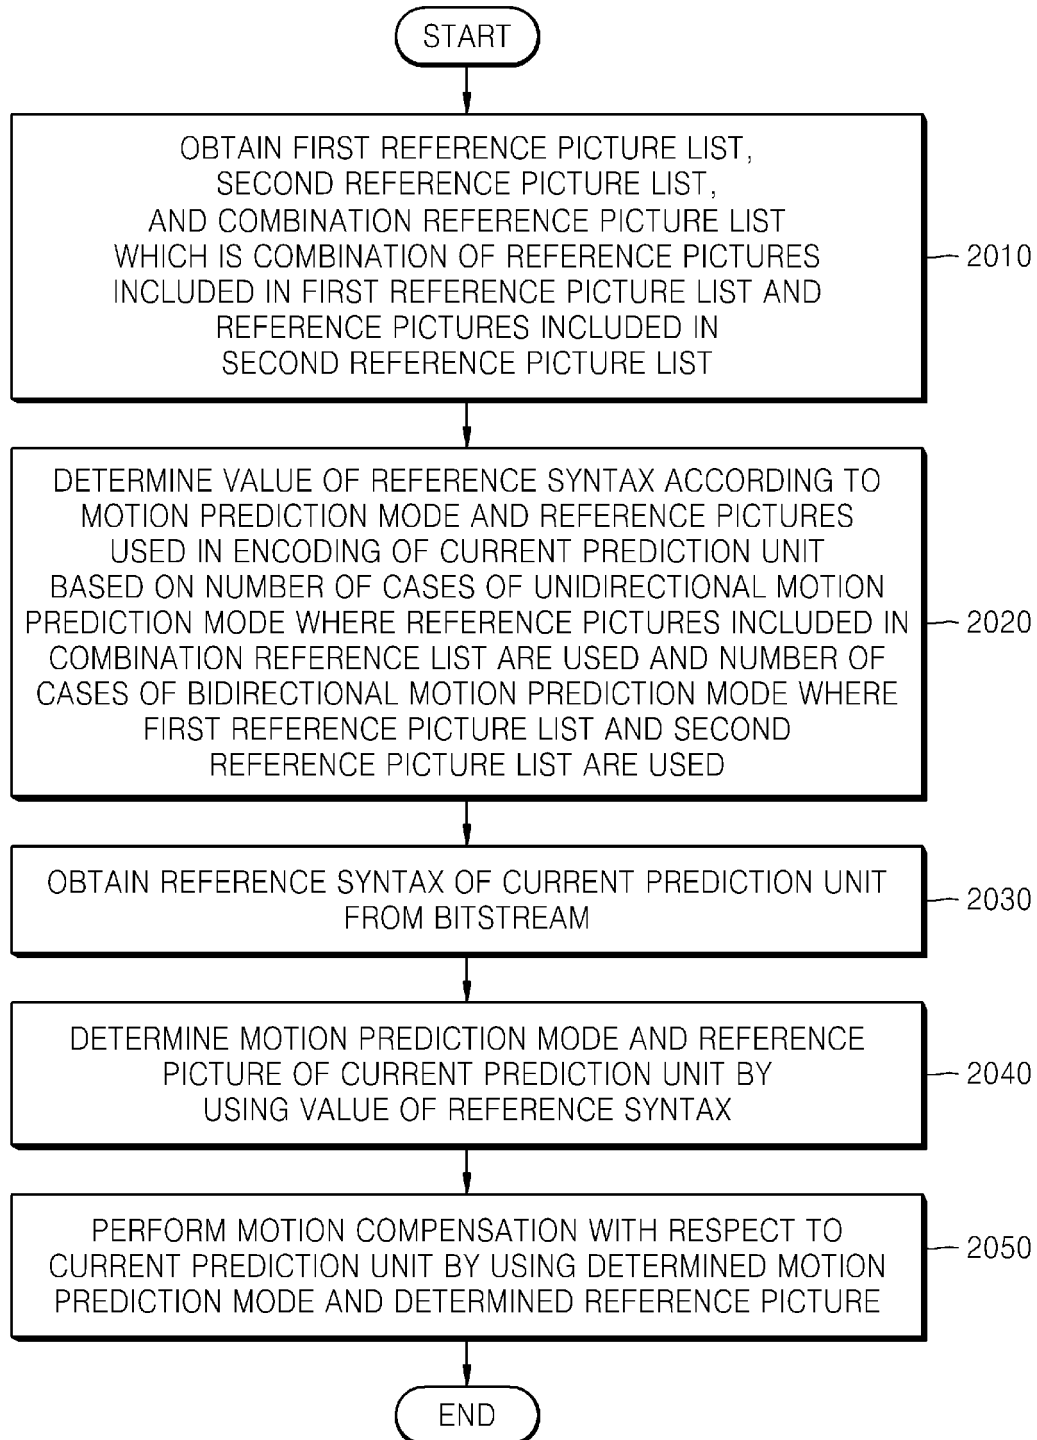 START
OBTAIN FIRST REFERENCE PICTURE LIST,
SECOND REFERENCE PICTURE LIST,
AND COMBINATION REFERENCE PICTURE LIST
WHICH IS COMBINATION OF REFERENCE PICTURES
INCLUDED IN FIRST REFERENCE PICTURE LIST AND
REFERENCE PICTURES INCLUDED IN
SECOND REFERENCE PICTURE LIST
2010
DETERMINE VALUE OF REFERENCE SYNTAX ACCORDING TO
MOTION PREDICTION MODE AND REFERENCE PICTURES
USED IN ENCODING OF CURRENT PREDICTION UNIT
BASED ON NUMBER OF CASES OF UNIDIRECTIONAL MOTION
PREDICTION MODE WHERE REFERENCE PICTURES INCLUDED IN
COMBINATION REFERENCE LIST ARE USED AND NUMBER OF
CASES OF BIDIRECTIONAL MOTION PREDICTION MODE WHERE
FIRST REFERENCE PICTURE LIST AND SECOND
REFERENCE PICTURE LIST ARE USED
2020
OBTAIN REFERENCE SYNTAX OF CURRENT PREDICTION UNIT
FROM BITSTREAM
2030
DETERMINE MOTION PREDICTION MODE AND REFERENCE
PICTURE OF CURRENT PREDICTION UNIT BY
USING VALUE OF REFERENCE SYNTAX
2040
PERFORM MOTION COMPENSATION WITH RESPECT TO
CURRENT PREDICTION UNIT BY USING DETERMINED MOTION
PREDICTION MODE AND DETERMINED REFERENCE PICTURE
2050
END